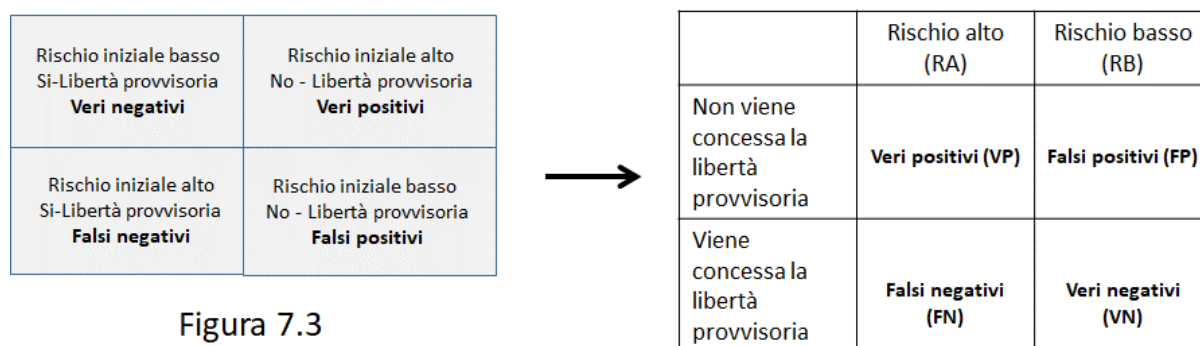 Rischio iniziale basso
Si-Libertà provvisoria
Veri negativi
Rischio iniziale alto
No - Libertà provvisoria
Veri positivi
Rischio iniziale alto
Si-Libertà provvisoria
Falsi negativi
Rischio iniziale basso
No - Libertà provvisoria
Falsi positivi
Figura 7.3
Rischio alto
(RA)
Rischio basso
(RB)
Non viene
concessa la
libertà
provvisoria
Veri positivi (VP)
Falsi positivi (FP)
Viene
concessa la
libertà
provvisoria
Falsi negativi
(FN)
Veri negativi
(VN)